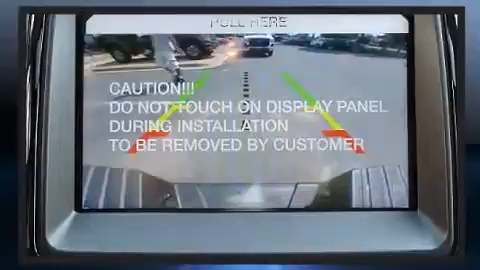 PULL HERE
CAUTION!!!
DO NOT TOUCH ON DISPLAY PANEL
DURING INSTALLATION
TO BE REMOVED BY CUSTOMER